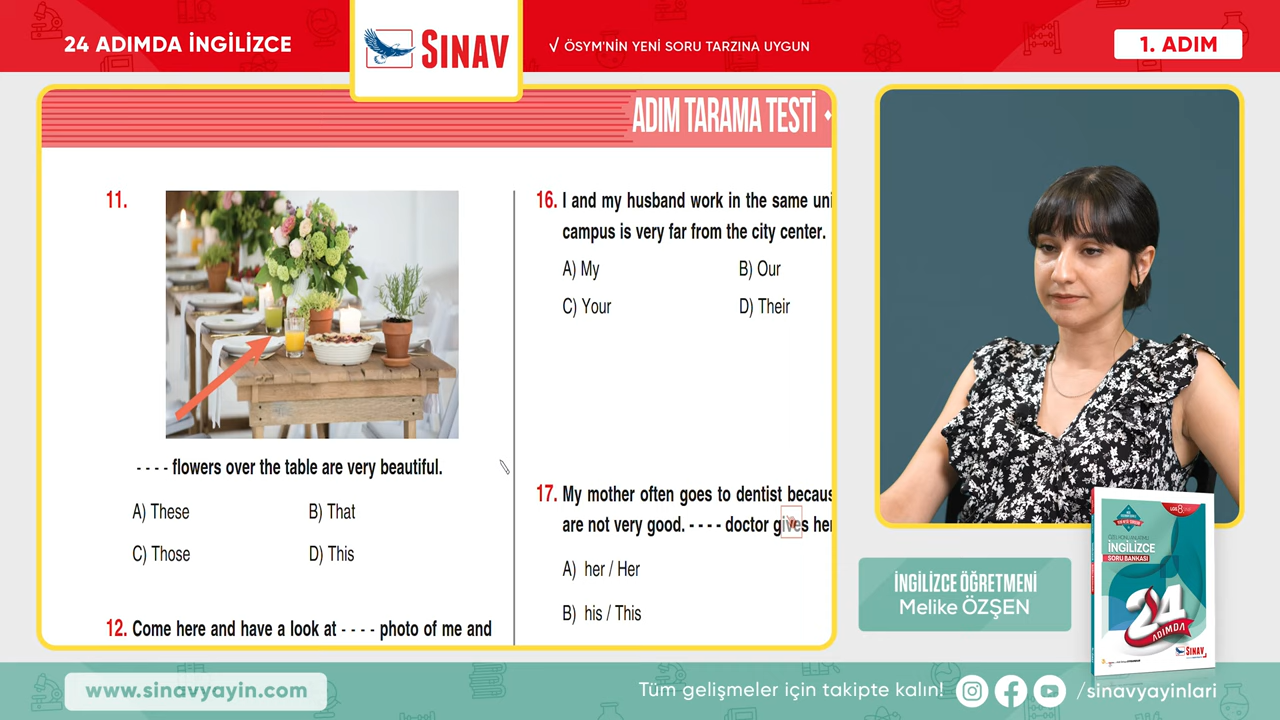 24 ADIMDA İNGİLİZCE
SINAV
√ ÖSYM'NİN YENİ SORU TARZINA UYGUN
1. ADIM
ADIM TARAMA TESTİ
11.
- - - - flowers over the table are very beautiful.
A) These
B) That
C) Those
D) This
12. Come here and have a look at - - - - photo of me and
16. I and my husband work in the same uni
campus is very far from the city center.
A) My
B) Our
C) Your
D) Their
17. My mother often goes to dentist becaus
are not very good. - - - - doctor gives her
A) her / Her
B) his / This
İNGİLİZCE ÖĞRETMENİ
Melike ÖZŞEN
İNGİLİZCE
SORU BANKASI
24
ADIMDA
SINAV
www.sinavyayin.com
Tüm gelişmeler için takipte kalın!
/sinavyayinlari